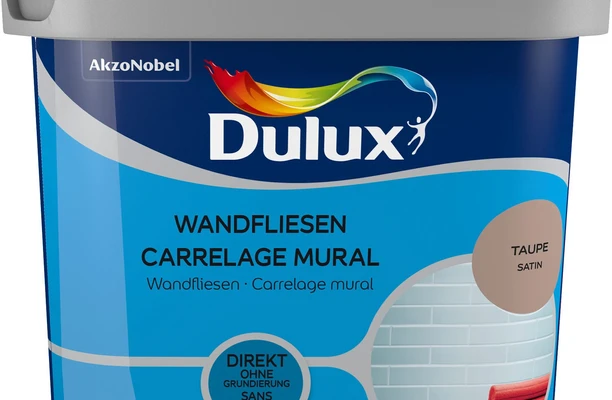 AkzoNobel
Dulux
WANDFLIESEN
CARRELAGE MURAL
Wandfliesen · Carrelage mural
TAUPE
SATIN
DIREKT
OHNE
GRUNDIERUNG
SANS